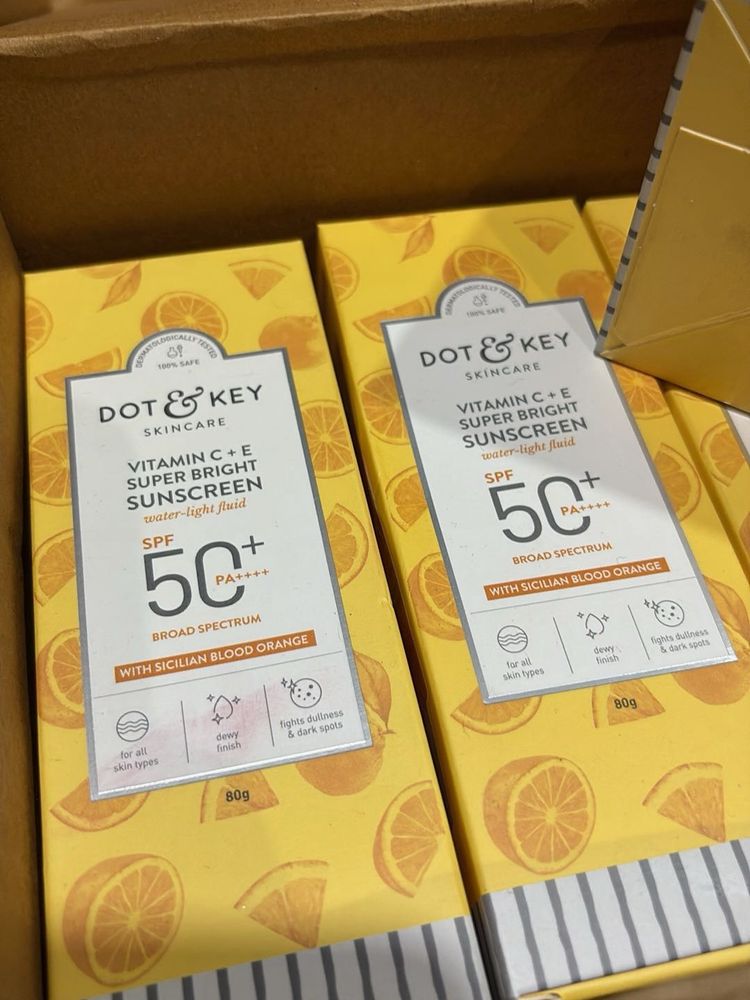 DERMATOLOGICALLY TESTED
100% SAFE
DOT & KEY
SKINCARE
VITAMIN C + E
SUPER BRIGHT
SUNSCREEN
water-light fluid
SPF
50+
PA++++
BROAD SPECTRUM
WITH SICILIAN BLOOD ORANGE
for all
skin types
dewy
finish
fights dullness
& dark spots
80g
DERMATOLOGICALLY TESTED
100% SAFE
DOT & KEY
SKINCARE
VITAMIN C + E
SUPER BRIGHT
SUNSCREEN
water-light fluid
SPF
50+
PA++++
BROAD SPECTRUM
WITH SICILIAN BLOOD ORANGE
for all
skin types
dewy
finish
fights dullness
& dark spots
80g